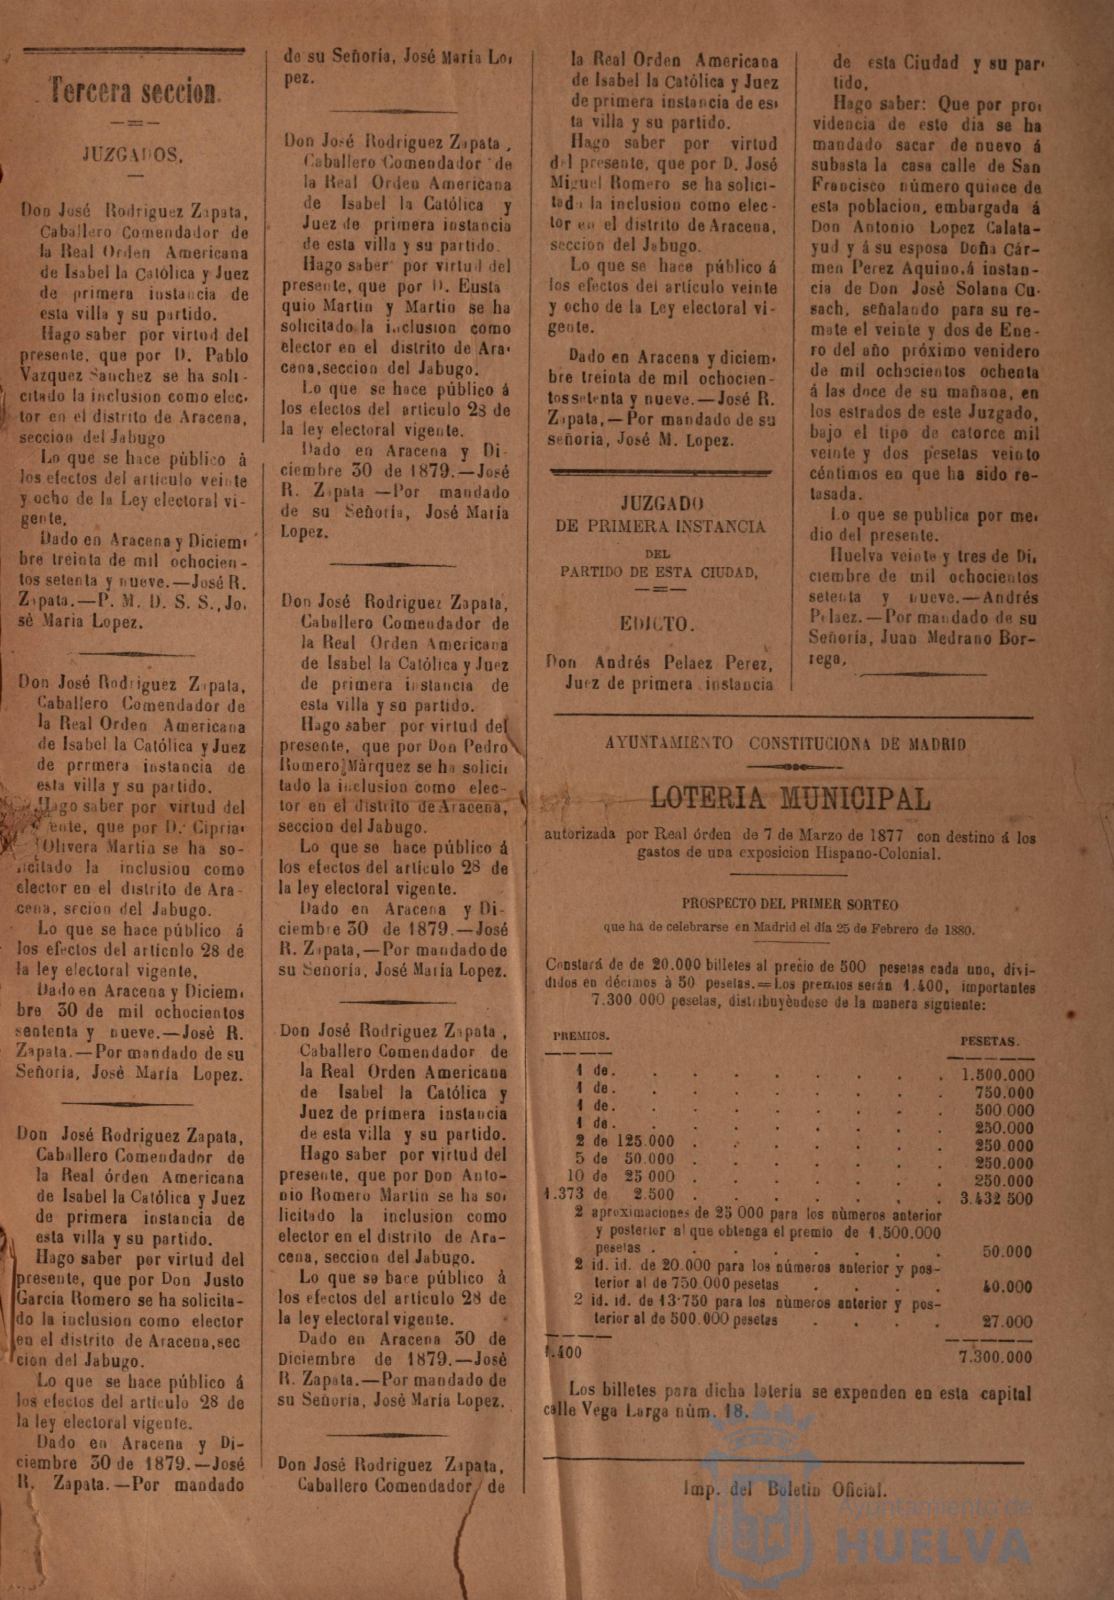 Tercera seccion.
JUZGADOS,
Don José Rodriguez Zapata,
Caballero Comendador de
la Real Orden Americana
de Isabel la Católica y Juez
de primera instancia de
esta villa y su partido.
Hago saber por virtud del
presente, que por D. Pablo
Vazquez Sanchez se ha soli-
citado la inclusion como elec-
tor en el distrito de Aracena,
seccion del Jabugo
Lo que se hace público á
los efectos del articulo veinte
y ocho de la Ley electoral vi-
gente.
Dado en Aracena y Diciem-
bre treinta de mil ochocien-
tos setenta y nueve.—José R.
Zapata.—P. M. D. S. S., Jo-
sé Maria Lopez.
Don José Rodriguez Zapata,
Caballero Comendador de
la Real Orden Americana
de Isabel la Católica y Juez
de prrmera instancia de
esta villa y su partido.
Hago saber por virtud del
ente, que por D. Cipria-
Olivera Martin se ha so-
licitado la inclusion como
elector en el distrito de Ara-
cena, seccion del Jabugo.
Lo que se hace público á
los efectos del articulo 28 de
la ley electoral vigente,
Dado en Aracena y Diciem-
bre 30 de mil ochocientos
sententa y nueve.—José R.
Zapata.—Por mandado de su
Señoria, José María Lopez.
Don José Rodriguez Zapata,
Caballero Comendador de
la Real órden Americana
de Isabel la Católica y Juez
de primera instancia de
esta villa y su partido.
Hago saber por virtud del
presente, que por Don Justo
Garcia Romero se ha solicita-
do la inclusion como elector
en el distrito de Aracena,sec
cion del Jabugo.
Lo que se hace público á
los efectos del articulo 28 de
la ley electoral vigente.
Dado en Aracena y Di-
ciembre 30 de 1879.—José
R. Zapata.—Por mandado
de su Señoria, José María Lo-
pez.
Don José Rodriguez Zapata,
Caballero Comendador de
la Real Orden Americana
de Isabel la Católica y
Juez de primera instancia
de esta villa y su partido.
Hago saber por virtud del
presente, que por D. Eusta
quio Martin y Martin se ha
solicitado la inclusion como
elector en el distrito de Ara-
cena,seccion del Jabugo.
Lo que se hace público á
los efectos del articulo 28 de
la ley electoral vigente.
Dado en Aracena y Di-
ciembre 30 de 1879.—José
R. Zapata —Por mandado
de su Señoria, José María
Lopez.
Don José Rodriguez Zapata,
Caballero Comendador de
la Real Orden Americana
de Isabel la Católica y Juez
de primera instancia de
esta villa y su partido.
Hago saber por virtud del
presente, que por Don Pedro
Romero Márquez se ha solici-
tado la inclusion como elec-
tor en el distrito de Aracena,
seccion del Jabugo.
Lo que se hace público á
los efectos del articulo 28 de
la ley electoral vigente.
Dado en Aracena y Di-
ciembre 30 de 1879.—José
R. Zapata,—Por mandado de
su Señoria, José María Lopez.
Don José Rodriguez Zapata,
Caballero Comendador de
la Real Orden Americana
de Isabel la Católica y
Juez de primera instancia
de esta villa y su partido.
Hago saber por virtud del
presente, que por Don Anto-
nio Romero Martin se ha so-
licitado la inclusion como
elector en el distrito de Ara-
cena, seccion del Jabugo.
Lo que se hace público á
los efectos del articulo 28 de
la ley electoral vigente.
Dado en Aracena 30 de
Diciembre de 1879.—José
R. Zapata.—Por mandado de
su Señoria, José María Lopez.
Don José Rodriguez Zapata,
Caballero Comendador de
la Real Orden Americana
de Isabel la Católica y Juez
de primera instancia de es-
ta villa y su partido.
Hago saber por virtud
del presente, que por D. José
Miguel Romero se ha solici-
tado la inclusion como elec-
tor en el distrito de Aracena,
seccion del Jabugo.
Lo que se hace público á
los efectos del articulo veinte
y ocho de la Ley electoral vi-
gente.
Dado en Aracena y diciem-
bre treinta de mil ochocien-
tossetenta y nueve.—José R.
Zapata,—Por mandado de su
señoria, José M. Lopez.
JUZGADO
DE PRIMERA INSTANCIA
DEL
PARTIDO DE ESTA CIUDAD,
EDICTO.
Don Andrés Pelaez Perez,
Juez de primera instancia
de esta Ciudad y su par-
tido,
Hago saber: Que por pro-
videncia de este dia se ha
mandado sacar de nuevo á
subasta la casa calle de San
Francisco número quince de
esta poblacion, embargada á
Don Antonio Lopez Calata-
yud y á su esposa Doña Cár-
men Perez Aquino,á instan-
cia de Don José Solana Cu-
sach, señalando para su re-
mate el veinte y dos de Ene-
ro del año próximo venidero
de mil ochocientos ochenta
á las doce de su mañana, en
los estrados de este Juzgado,
bajo el tipo de catorce mil
veinte y dos pesetas veinto
céntimos en que ha sido re-
tasada.
Lo que se publica por me-
dio del presente.
Huelva veinte y tres de Di-
ciembre de mil ochocientos
setenta y nueve.—Andrés
Pelaez.—Por mandado de su
Señoria, Juan Medrano Bor-
rego,
AYUNTAMIENTO CONSTITUCIONA DE MADRID
LOTERIA MUNICIPAL
autorizada por Real órden de 7 de Marzo de 1877 con destino á los
gastos de una exposicion Hispano-Colonial.
PROSPECTO DEL PRIMER SORTEO
que ha de celebrarse en Madrid el día 25 de Febrero de 1880.
Constará de de 20.000 billetes al precio de 500 pesetas cada uno, divi-
didos en décimos á 50 pesetas.=Los premios serán 1.400, importantes
7.300 000 pesetas, distribuyéndose de la manera siguiente:
PREMIOS. PESETAS.
1 de. . . . . . . . . 1.500.000
1 de. . . . . . . . . 750.000
1 de. . . . . . . . . 500.000
1 de. . . . . . . . . 250.000
2 de 125.000 . . . . . . . 250.000
5 de 50.000 . . . . . . . 250.000
10 de 25 000 . . . . . . . 250.000
1.373 de 2.500 . . . . . . . 3.432 500
2 aproximaciones de 25 000 para los números anterior
y posterior al que obtenga el premio de 1.500.000
pesetas . . . . . . . . 50.000
2 id. id. de 20.000 para los números anterior y pos-
terior al de 750.000 pesetas . . . . 40.000
2 id. id. de 13·750 para los números anterior y pos-
terior al de 500.000 pesetas . . . . 27.000
1.400 7.300.000
Los billetes para dicha loteria se expenden en esta capital
calle Vega Larga núm. 18.
Imp. del Boletin Oficial.
Ayuntamiento de
HUELVA